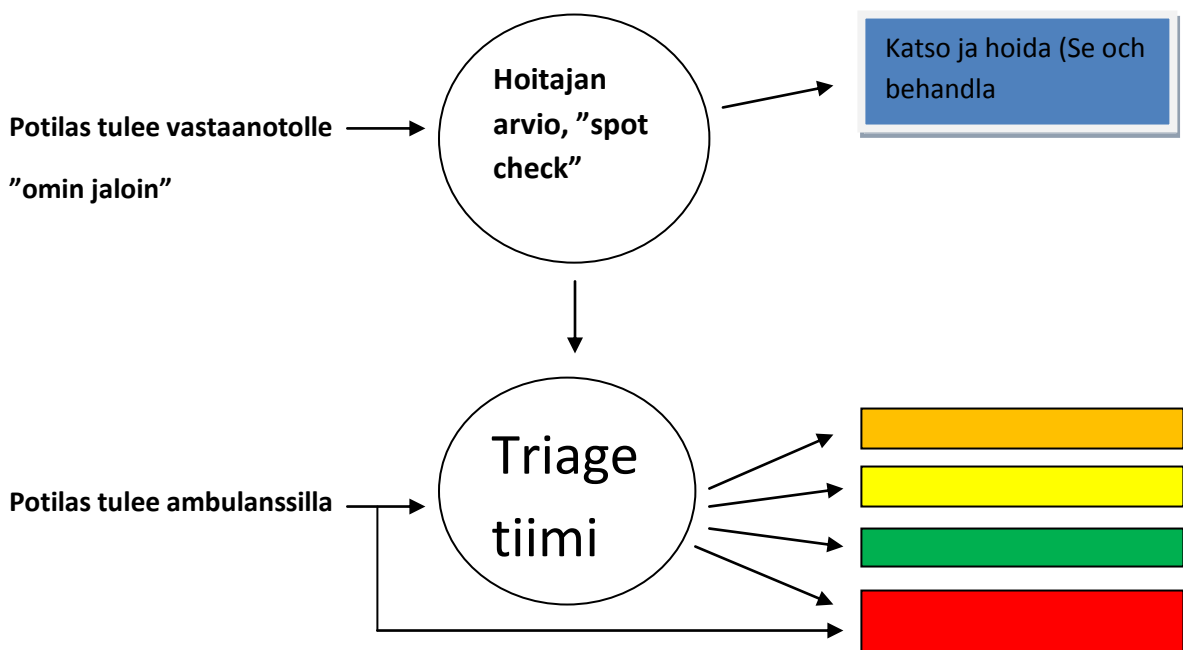 Potilas tulee vastaanotolle
”omin jaloin”
Hoitajan
arvio, ”spot
check”
Katso ja hoida (Se och
behandla
Potilas tulee ambulanssilla
Triage
tiimi